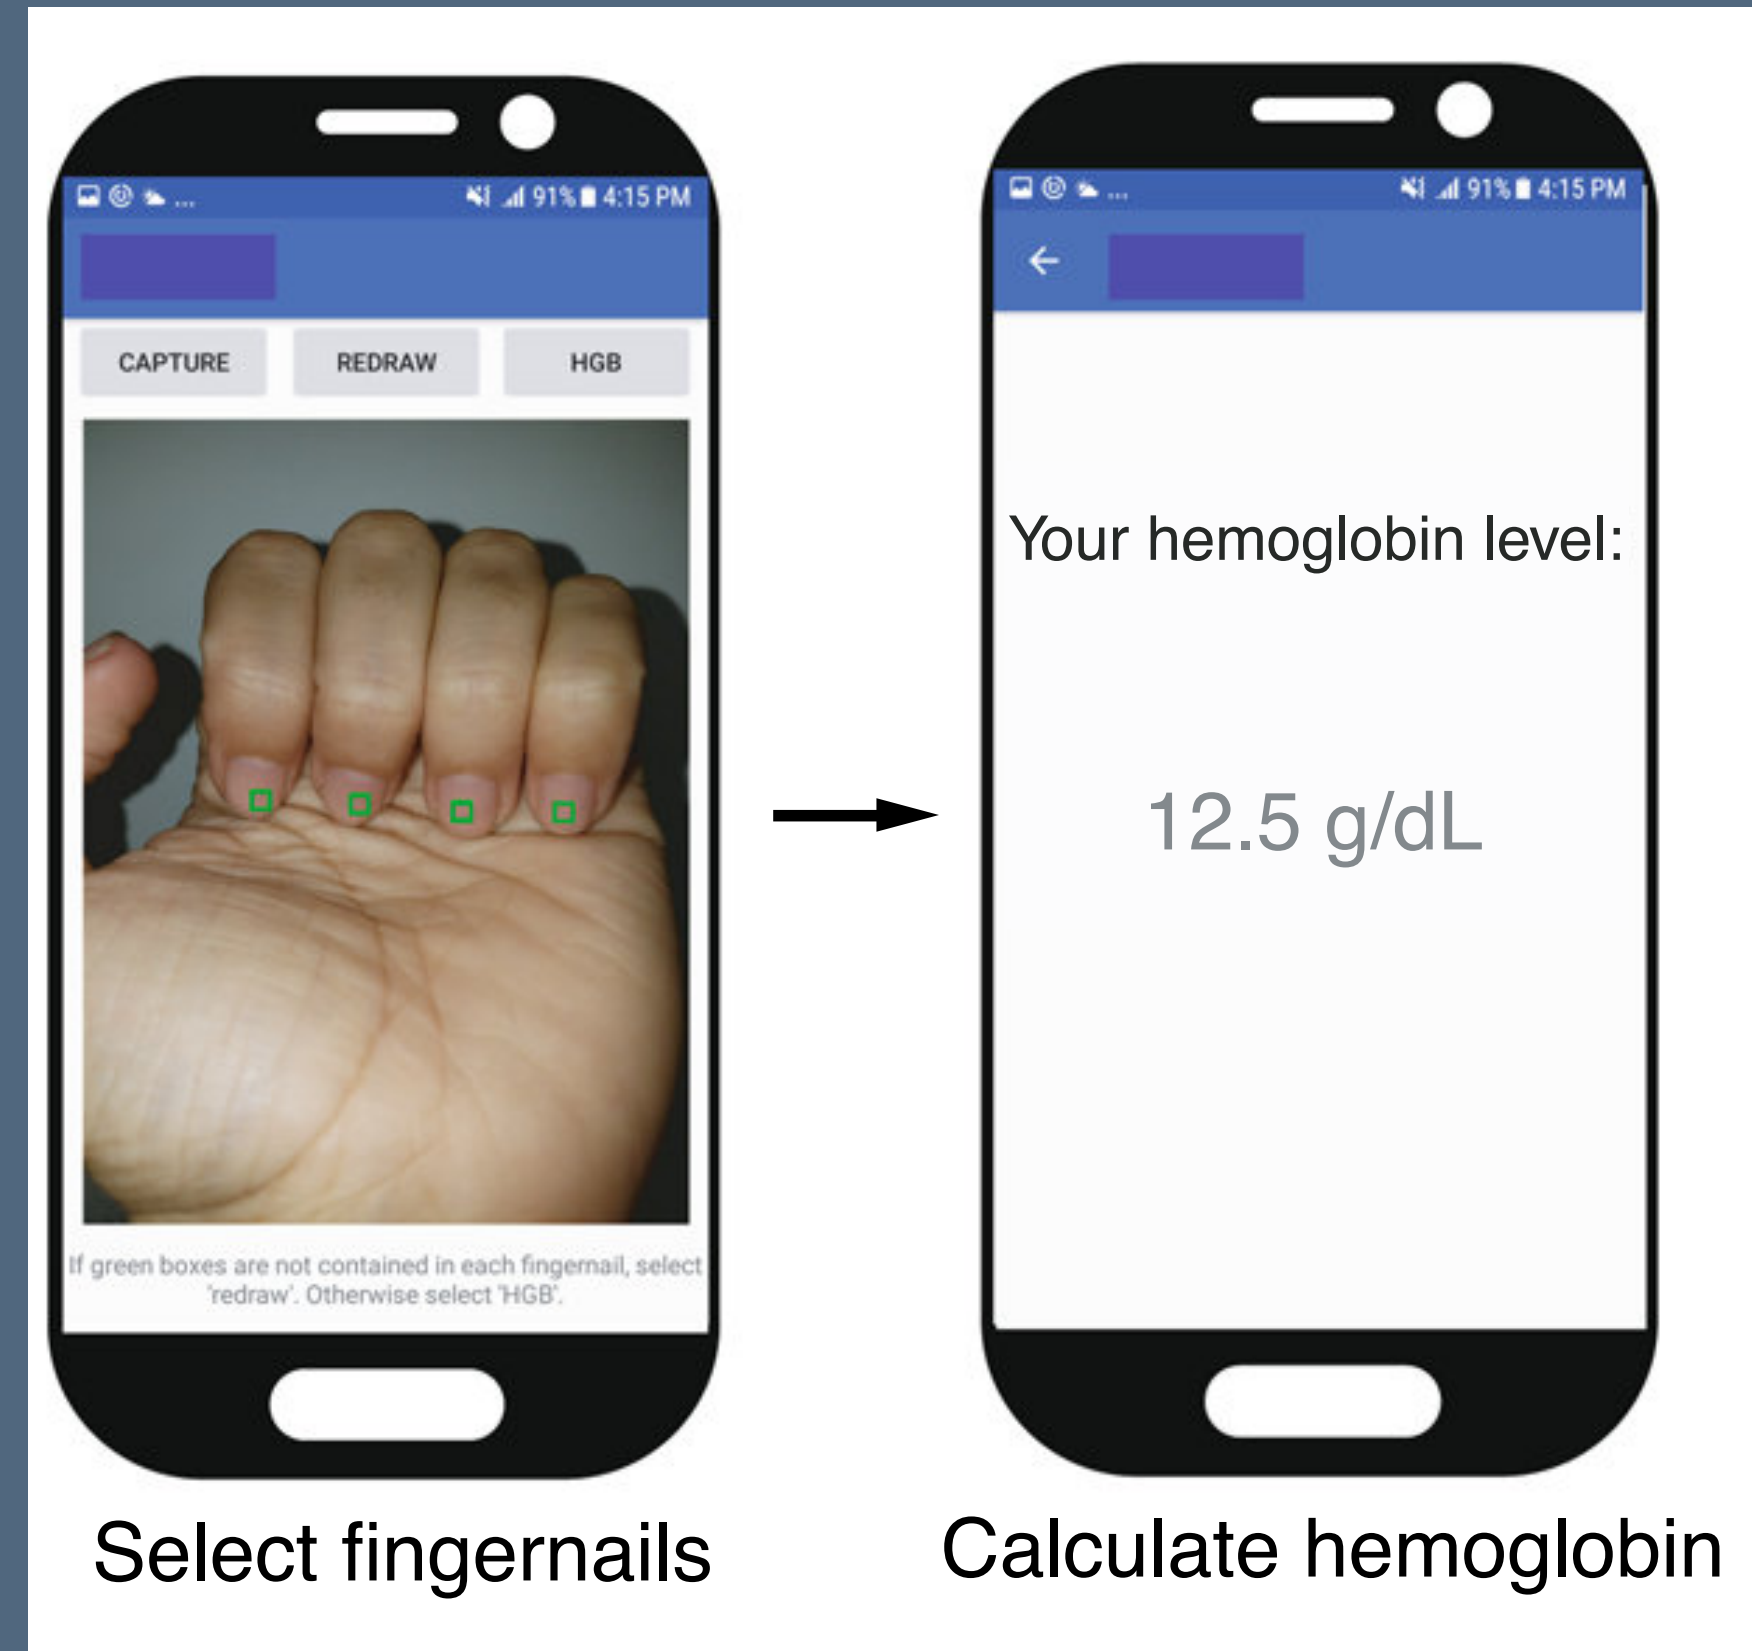 ... 91% 4:15 PM
CAPTURE REDRAW HGB
If green boxes are not contained in each fingernail, select
'redraw'. Otherwise select 'HGB'.
Select fingernails
... 91% 4:15 PM
Your hemoglobin level:
12.5 g/dL
Calculate hemoglobin